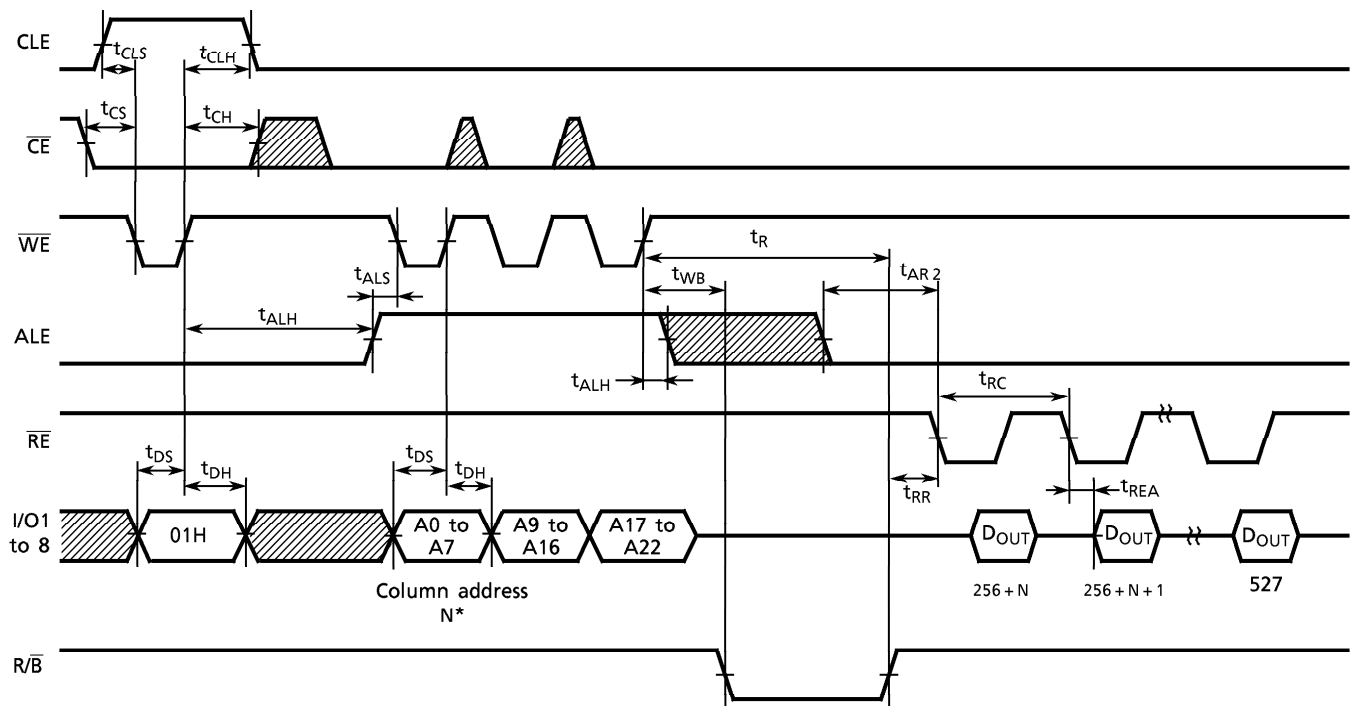 CLE
tCLS
tCLH
CE
tCS
tCH
WE
tR
tALS
tWB
tAR 2
ALE
tALH
tALH
tRC
RE
tDS
tDH
tDS
tDH
tRR
tREA
I/O1
to 8
01H
A0 to
A7
A9 to
A16
A17 to
A22
DOUT
DOUT
DOUT
Column address
N*
256 + N
256 + N + 1
527
R/B